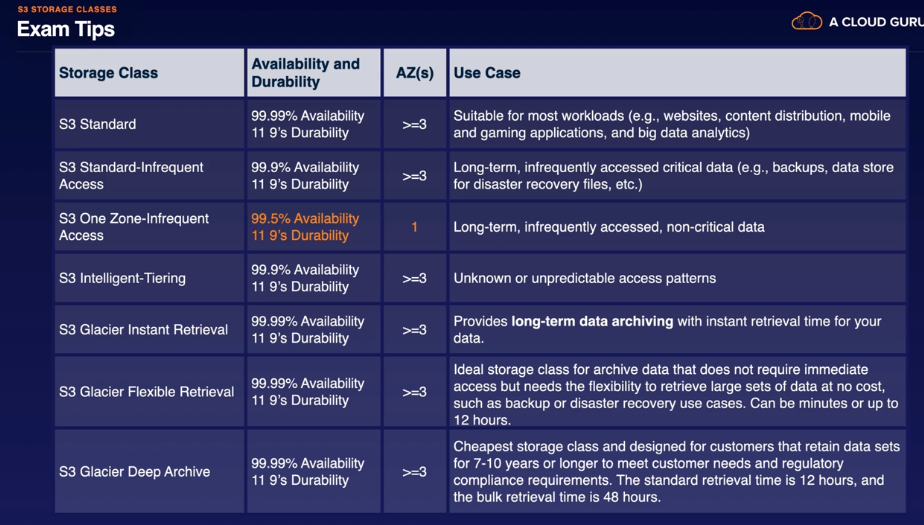 S3 STORAGE CLASSES
Exam Tips
A CLOUD GURU
Storage Class
Availability and
Durability
AZ(s)
Use Case
S3 Standard
99.99% Availability
11 9's Durability
>=3
Suitable for most workloads (e.g., websites, content distribution, mobile
and gaming applications, and big data analytics)
S3 Standard-Infrequent
Access
99.9% Availability
11 9's Durability
>=3
Long-term, infrequently accessed critical data (e.g., backups, data store
for disaster recovery files, etc.)
S3 One Zone-Infrequent
Access
99.5% Availability
11 9's Durability
1
Long-term, infrequently accessed, non-critical data
S3 Intelligent-Tiering
99.9% Availability
11 9's Durability
>=3
Unknown or unpredictable access patterns
S3 Glacier Instant Retrieval
99.99% Availability
11 9's Durability
>=3
Provides long-term data archiving with instant retrieval time for your
data.
S3 Glacier Flexible Retrieval
99.99% Availability
11 9's Durability
>=3
Ideal storage class for archive data that does not require immediate
access but needs the flexibility to retrieve large sets of data at no cost,
such as backup or disaster recovery use cases. Can be minutes or up to
12 hours.
S3 Glacier Deep Archive
99.99% Availability
11 9's Durability
>=3
Cheapest storage class and designed for customers that retain data sets
for 7-10 years or longer to meet customer needs and regulatory
compliance requirements. The standard retrieval time is 12 hours, and
the bulk retrieval time is 48 hours.